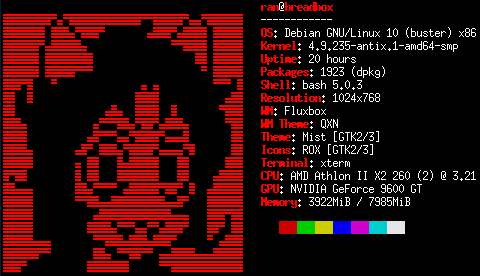 ran@breadbox
------------
OS: Debian GNU/Linux 10 (buster) x86
Kernel: 4.9.235-antix.1-amd64-smp
Uptime: 20 hours
Packages: 1923 (dpkg)
Shell: bash 5.0.3
Resolution: 1024x768
WM: Fluxbox
WM Theme: QXN
Theme: Mist [GTK2/3]
Icons: ROX [GTK2/3]
Terminal: xterm
CPU: AMD Athlon II X2 260 (2) @ 3.21
GPU: NVIDIA GeForce 9600 GT
Memory: 3922MiB / 7985MiB